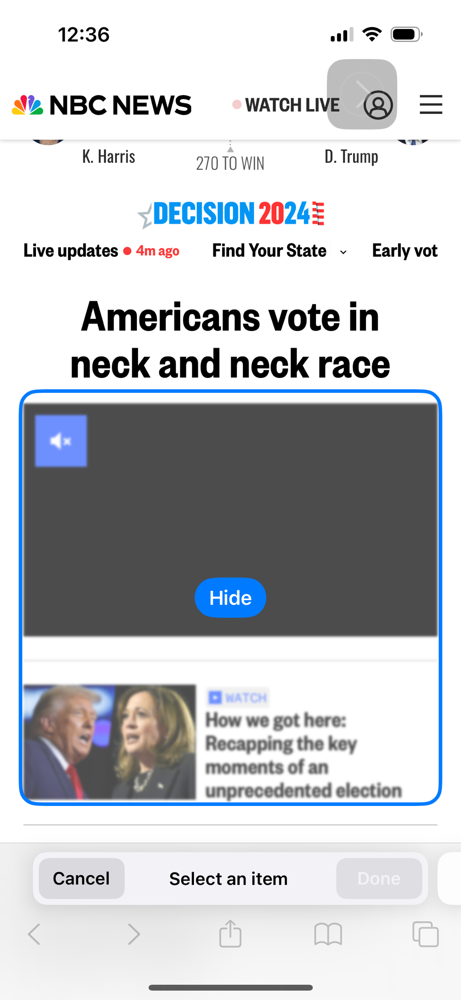 12:36
NBC NEWS
WATCH LIVE
K. Harris
270 TO WIN
D. Trump
DECISION 2024
Live updates
4m ago
Find Your State
Early vot
Americans vote in
neck and neck race
Hide
WATCH
How we got here:
Recapping the key
moments of an
unprecedented election
Cancel
Select an item
Done